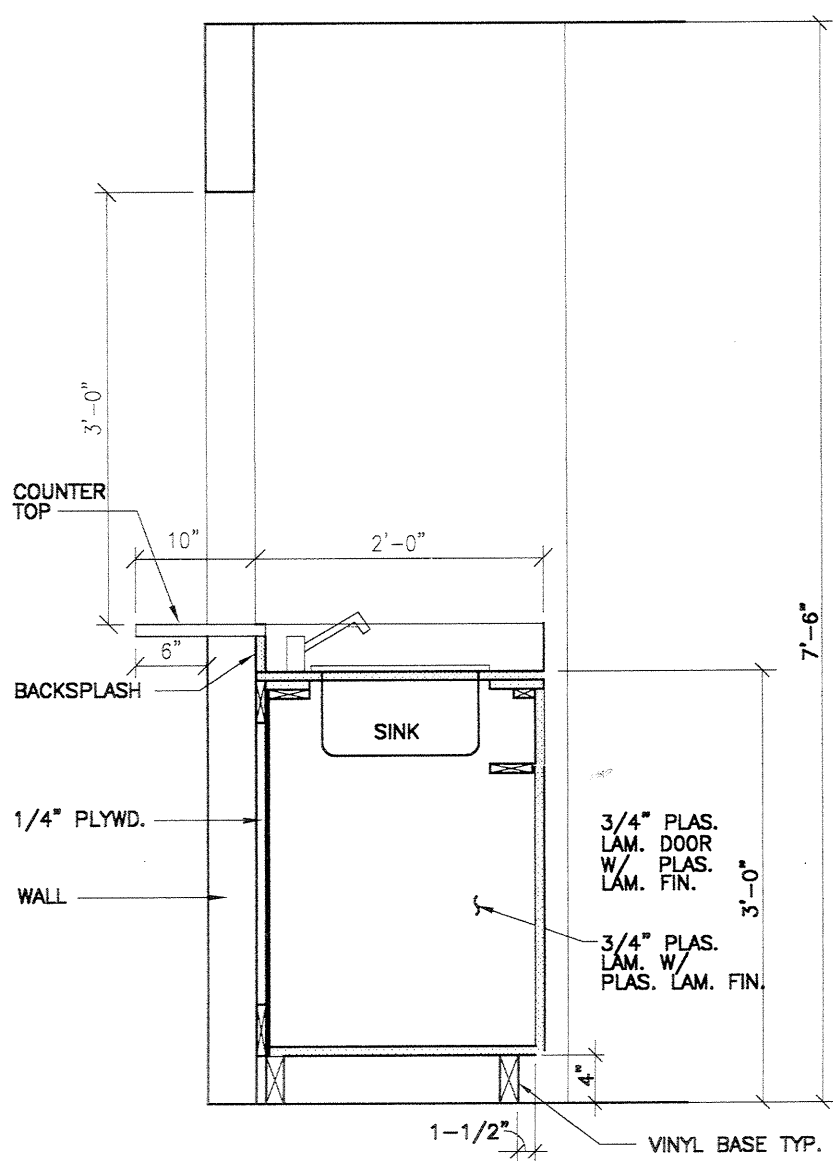 3'-0"
COUNTER
TOP
10"
2'-0"
7'-6"
6"
BACKSPLASH
SINK
1/4" PLYWD.
3/4" PLAS.
LAM. DOOR
W/ PLAS.
LAM. FIN.
3'-0"
WALL
3/4" PLAS.
LAM. W/
PLAS. LAM. FIN.
4"
1-1/2"
VINYL BASE TYP.